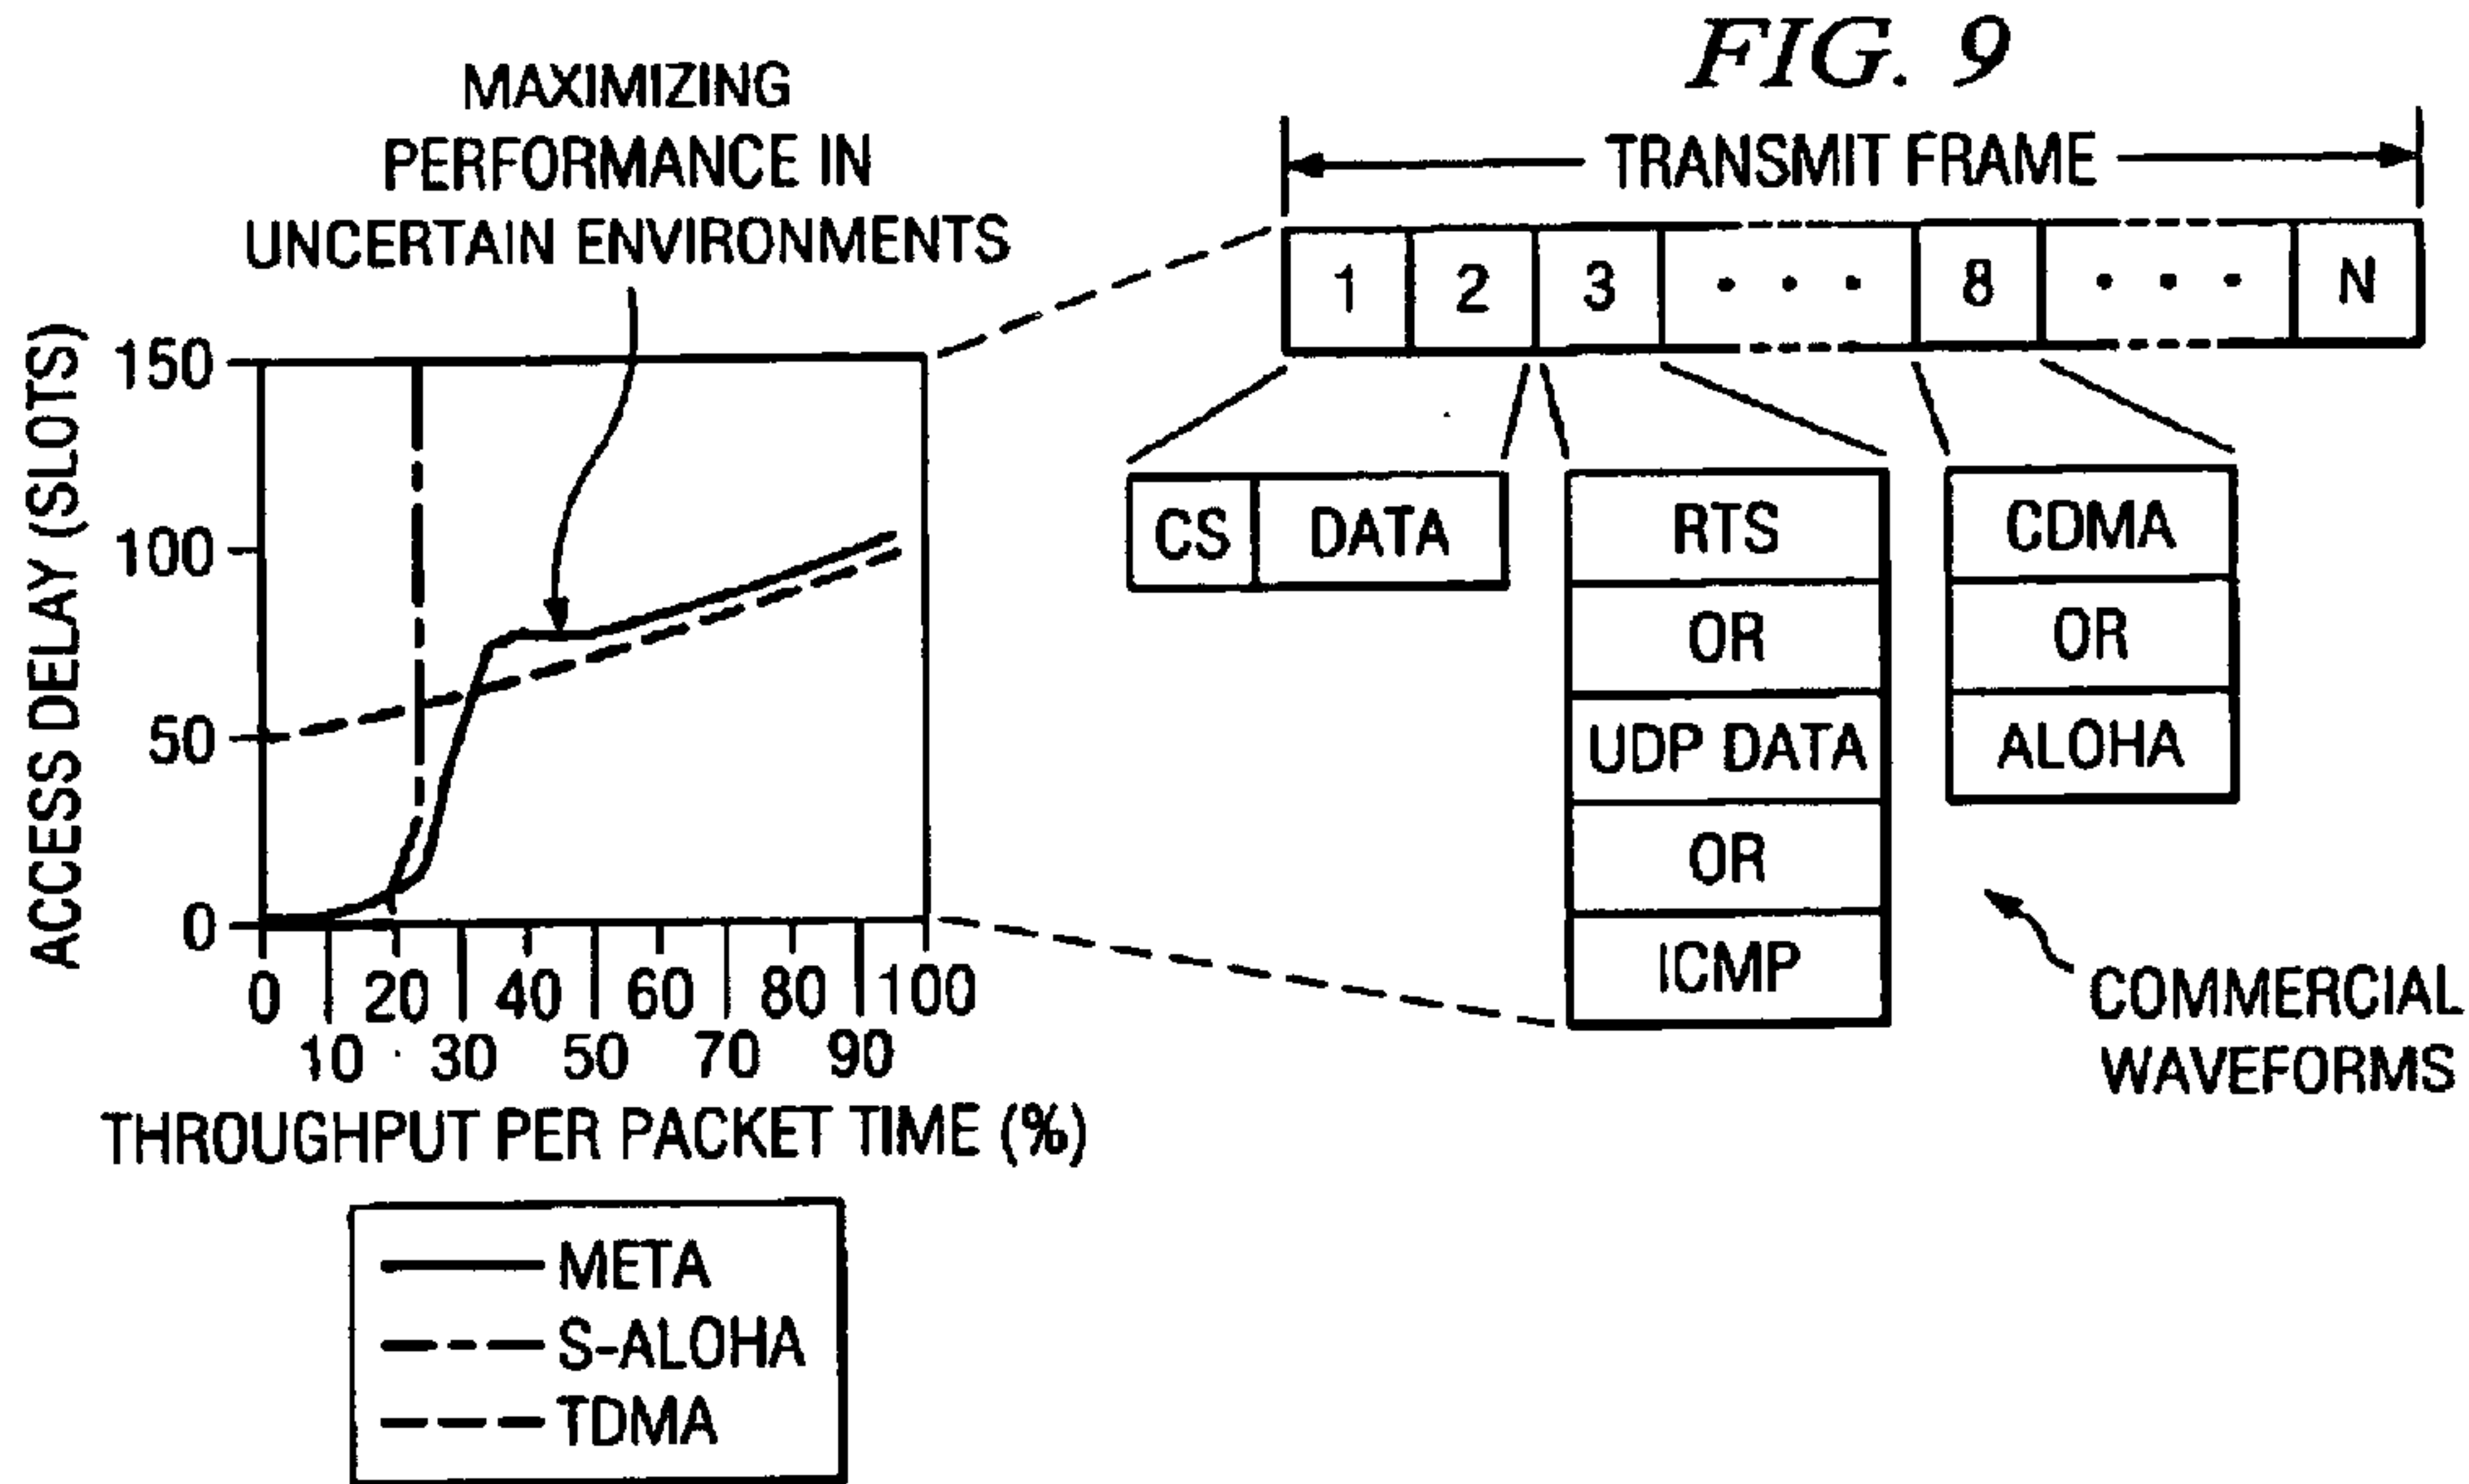 FIG. 9
MAXIMIZING
PERFORMANCE IN
UNCERTAIN ENVIRONMENTS
TRANSMIT FRAME
1 2 3 . . . 8 . . . N
ACCESS DELAY (SLOTS)
150
100
50
0
0 20 40 60 80 100
10 30 50 70 90
THROUGHPUT PER PACKET TIME (%)
META
S-ALOHA
TDMA
CS DATA
RTS
OR
UDP DATA
OR
ICMP
CDMA
OR
ALOHA
COMMERCIAL
WAVEFORMS